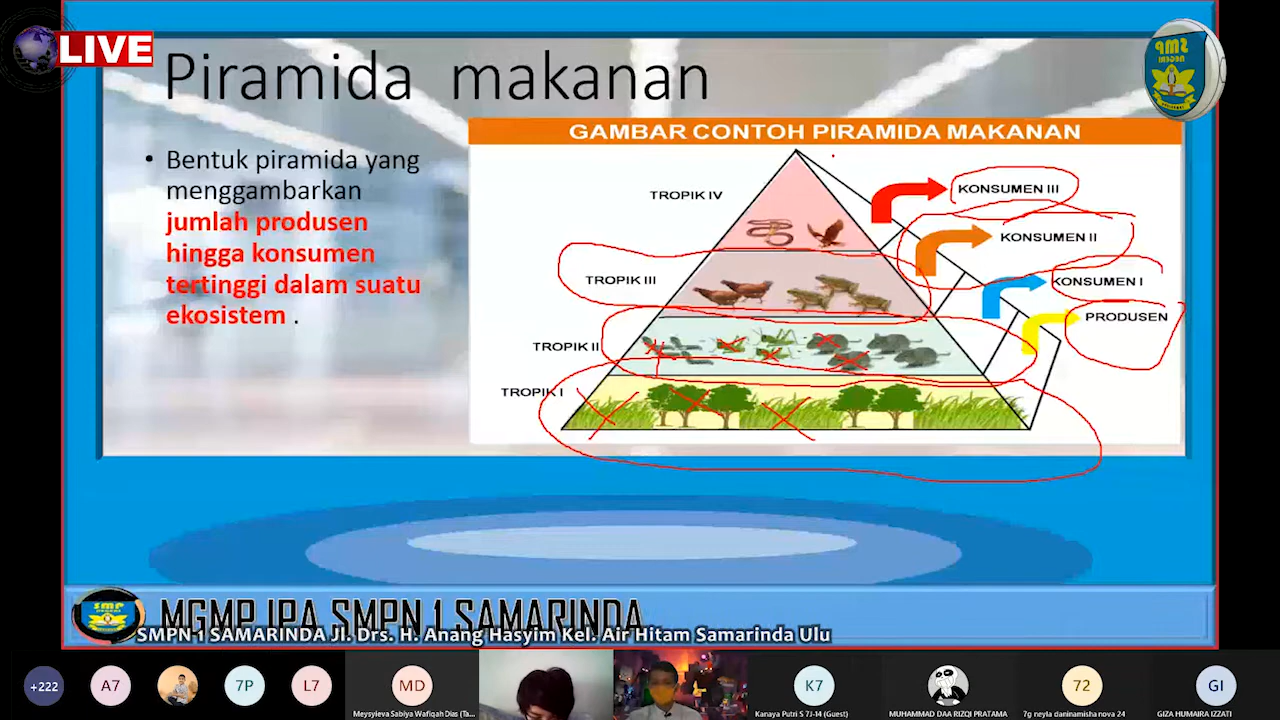 LIVE
Piramida makanan
• Bentuk piramida yang
menggambarkan
jumlah produsen
hingga konsumen
tertinggi dalam suatu
ekosistem .
GAMBAR CONTOH PIRAMIDA MAKANAN
TROPIK IV
KONSUMEN III
KONSUMEN II
TROPIK III
KONSUMEN I
PRODUSEN
TROPIK II
TROPIK I
SMP
NEGERI
SMP
MGMP IPA SMPN 1 SAMARINDA
SMPN 1 SAMARINDA Jl. Drs. H. Anang Hasyim Kel. Air Hitam Samarinda Ulu
+222
A7
7P
L7
MD
Meysyieva Sabiya Wafiqah Dias (Ta...
K7
Kanaya Putri S 7J-14 (Guest)
MUHAMMAD DAA RIZQI PRATAMA
72
7g neyla daninamisha nova 24
GI
GIZA HUMAIRA IZZATI